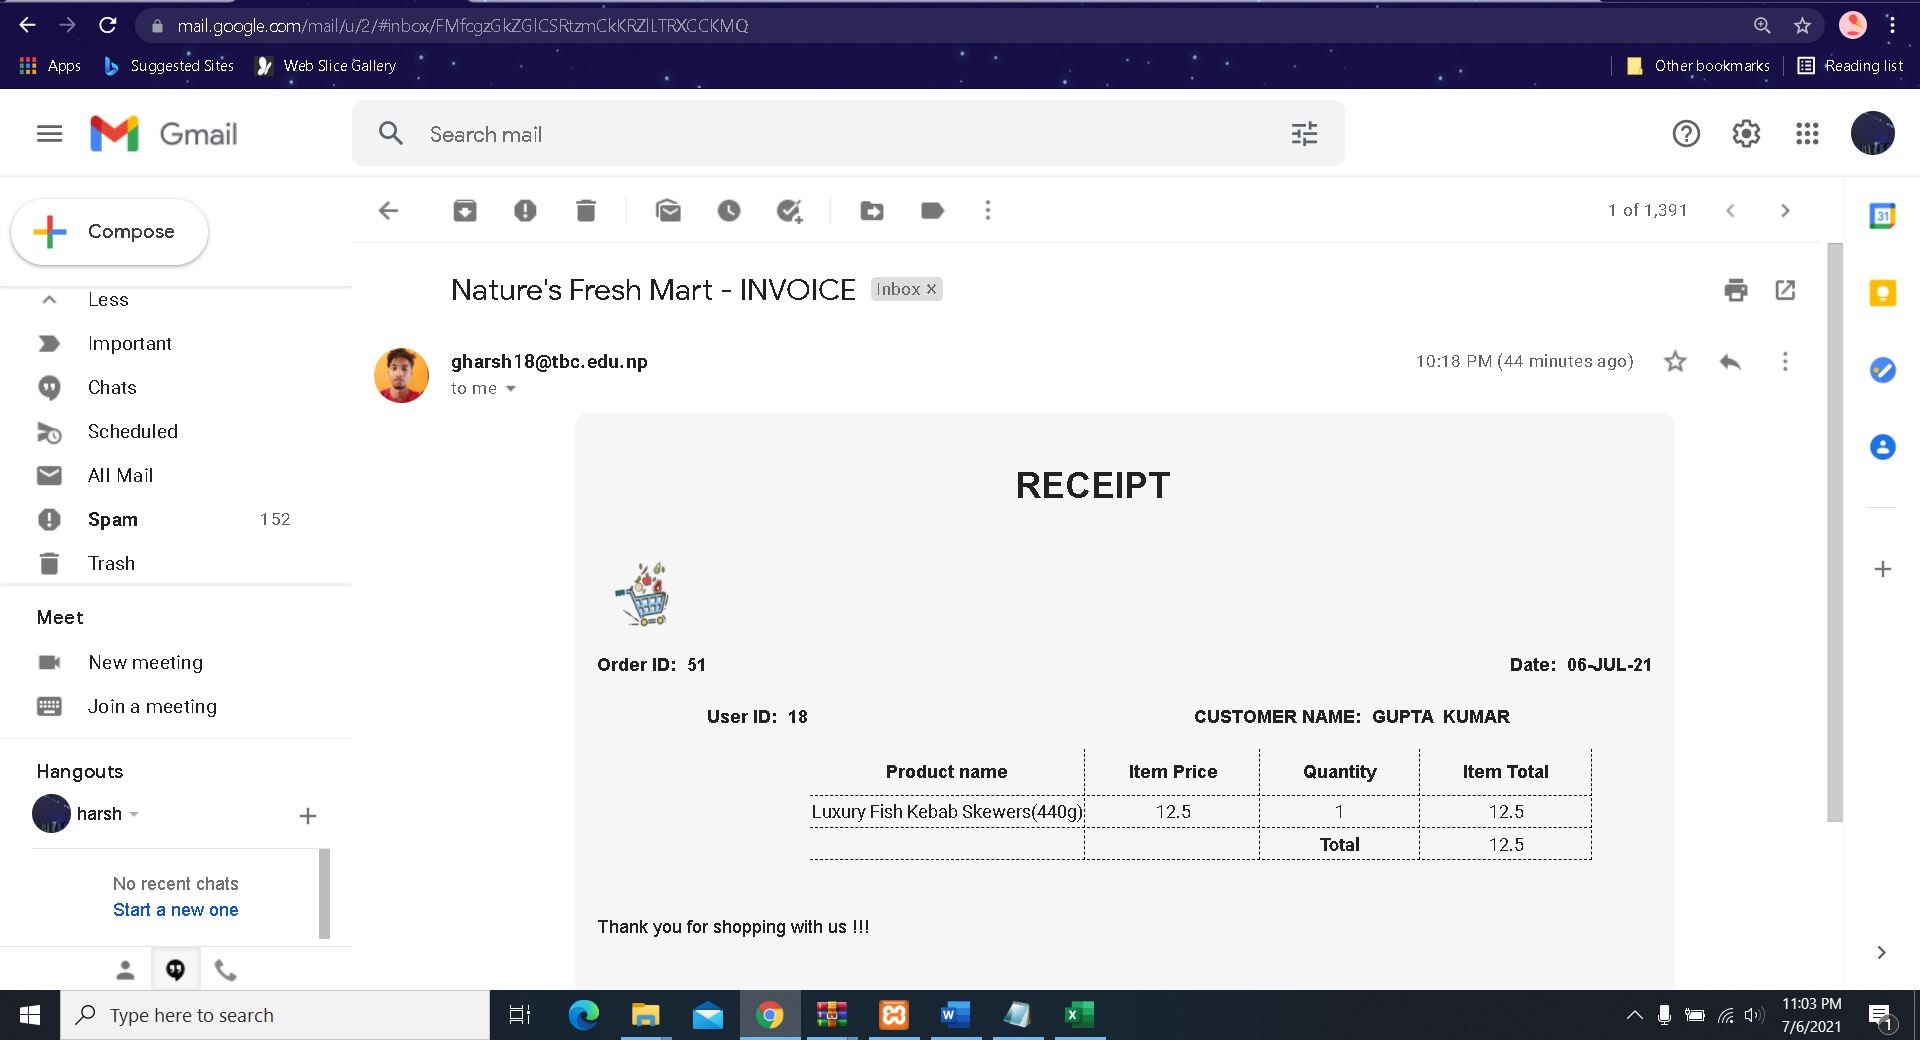 mail.google.com/mail/u/2/#inbox/FMfcgzGkZGlCSRtzmCkKRZlLTRXCCKMQ
Apps Suggested Sites Web Slice Gallery Other bookmarks Reading list
Gmail Search mail
Compose 1 of 1,391
31
Less
Important
Chats
Scheduled
All Mail
Spam 152
Trash
Meet
New meeting
Join a meeting
Hangouts
harsh
No recent chats
Start a new one
Nature's Fresh Mart - INVOICE Inbox ×
gharsh18@tbc.edu.np 10:18 PM (44 minutes ago)
to me
RECEIPT
Order ID: 51 Date: 06-JUL-21
User ID: 18 CUSTOMER NAME: GUPTA KUMAR
Product name Item Price Quantity Item Total
Luxury Fish Kebab Skewers(440g) 12.5 1 12.5
Total 12.5
Thank you for shopping with us !!!
Type here to search
11:03 PM
7/6/2021
1